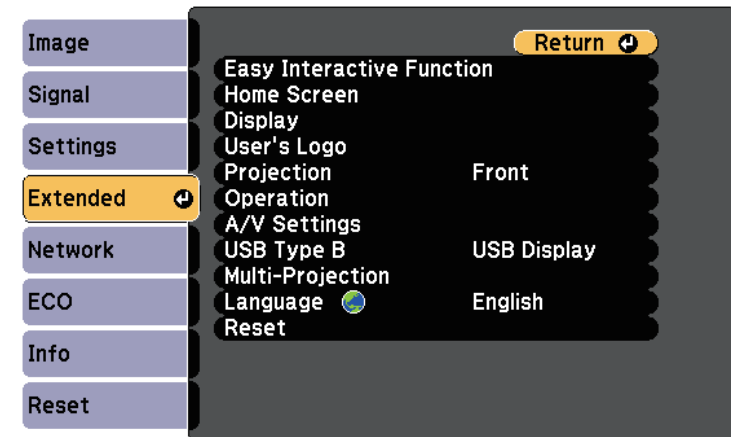 Image
Signal
Settings
Extended
Network
ECO
Info
Reset
Return
Easy Interactive Function
Home Screen
Display
User's Logo
Projection Front
Operation
A/V Settings
USB Type B USB Display
Multi-Projection
Language English
Reset